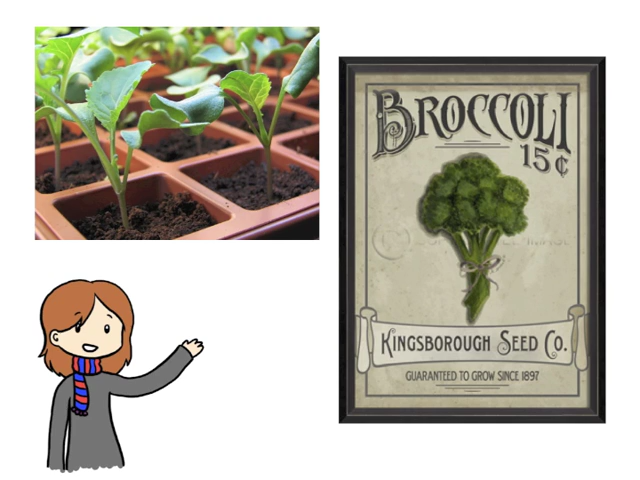 BROCCOLI
15¢
KINGSBOROUGH SEED CO.
GUARANTEED TO GROW SINCE 1897